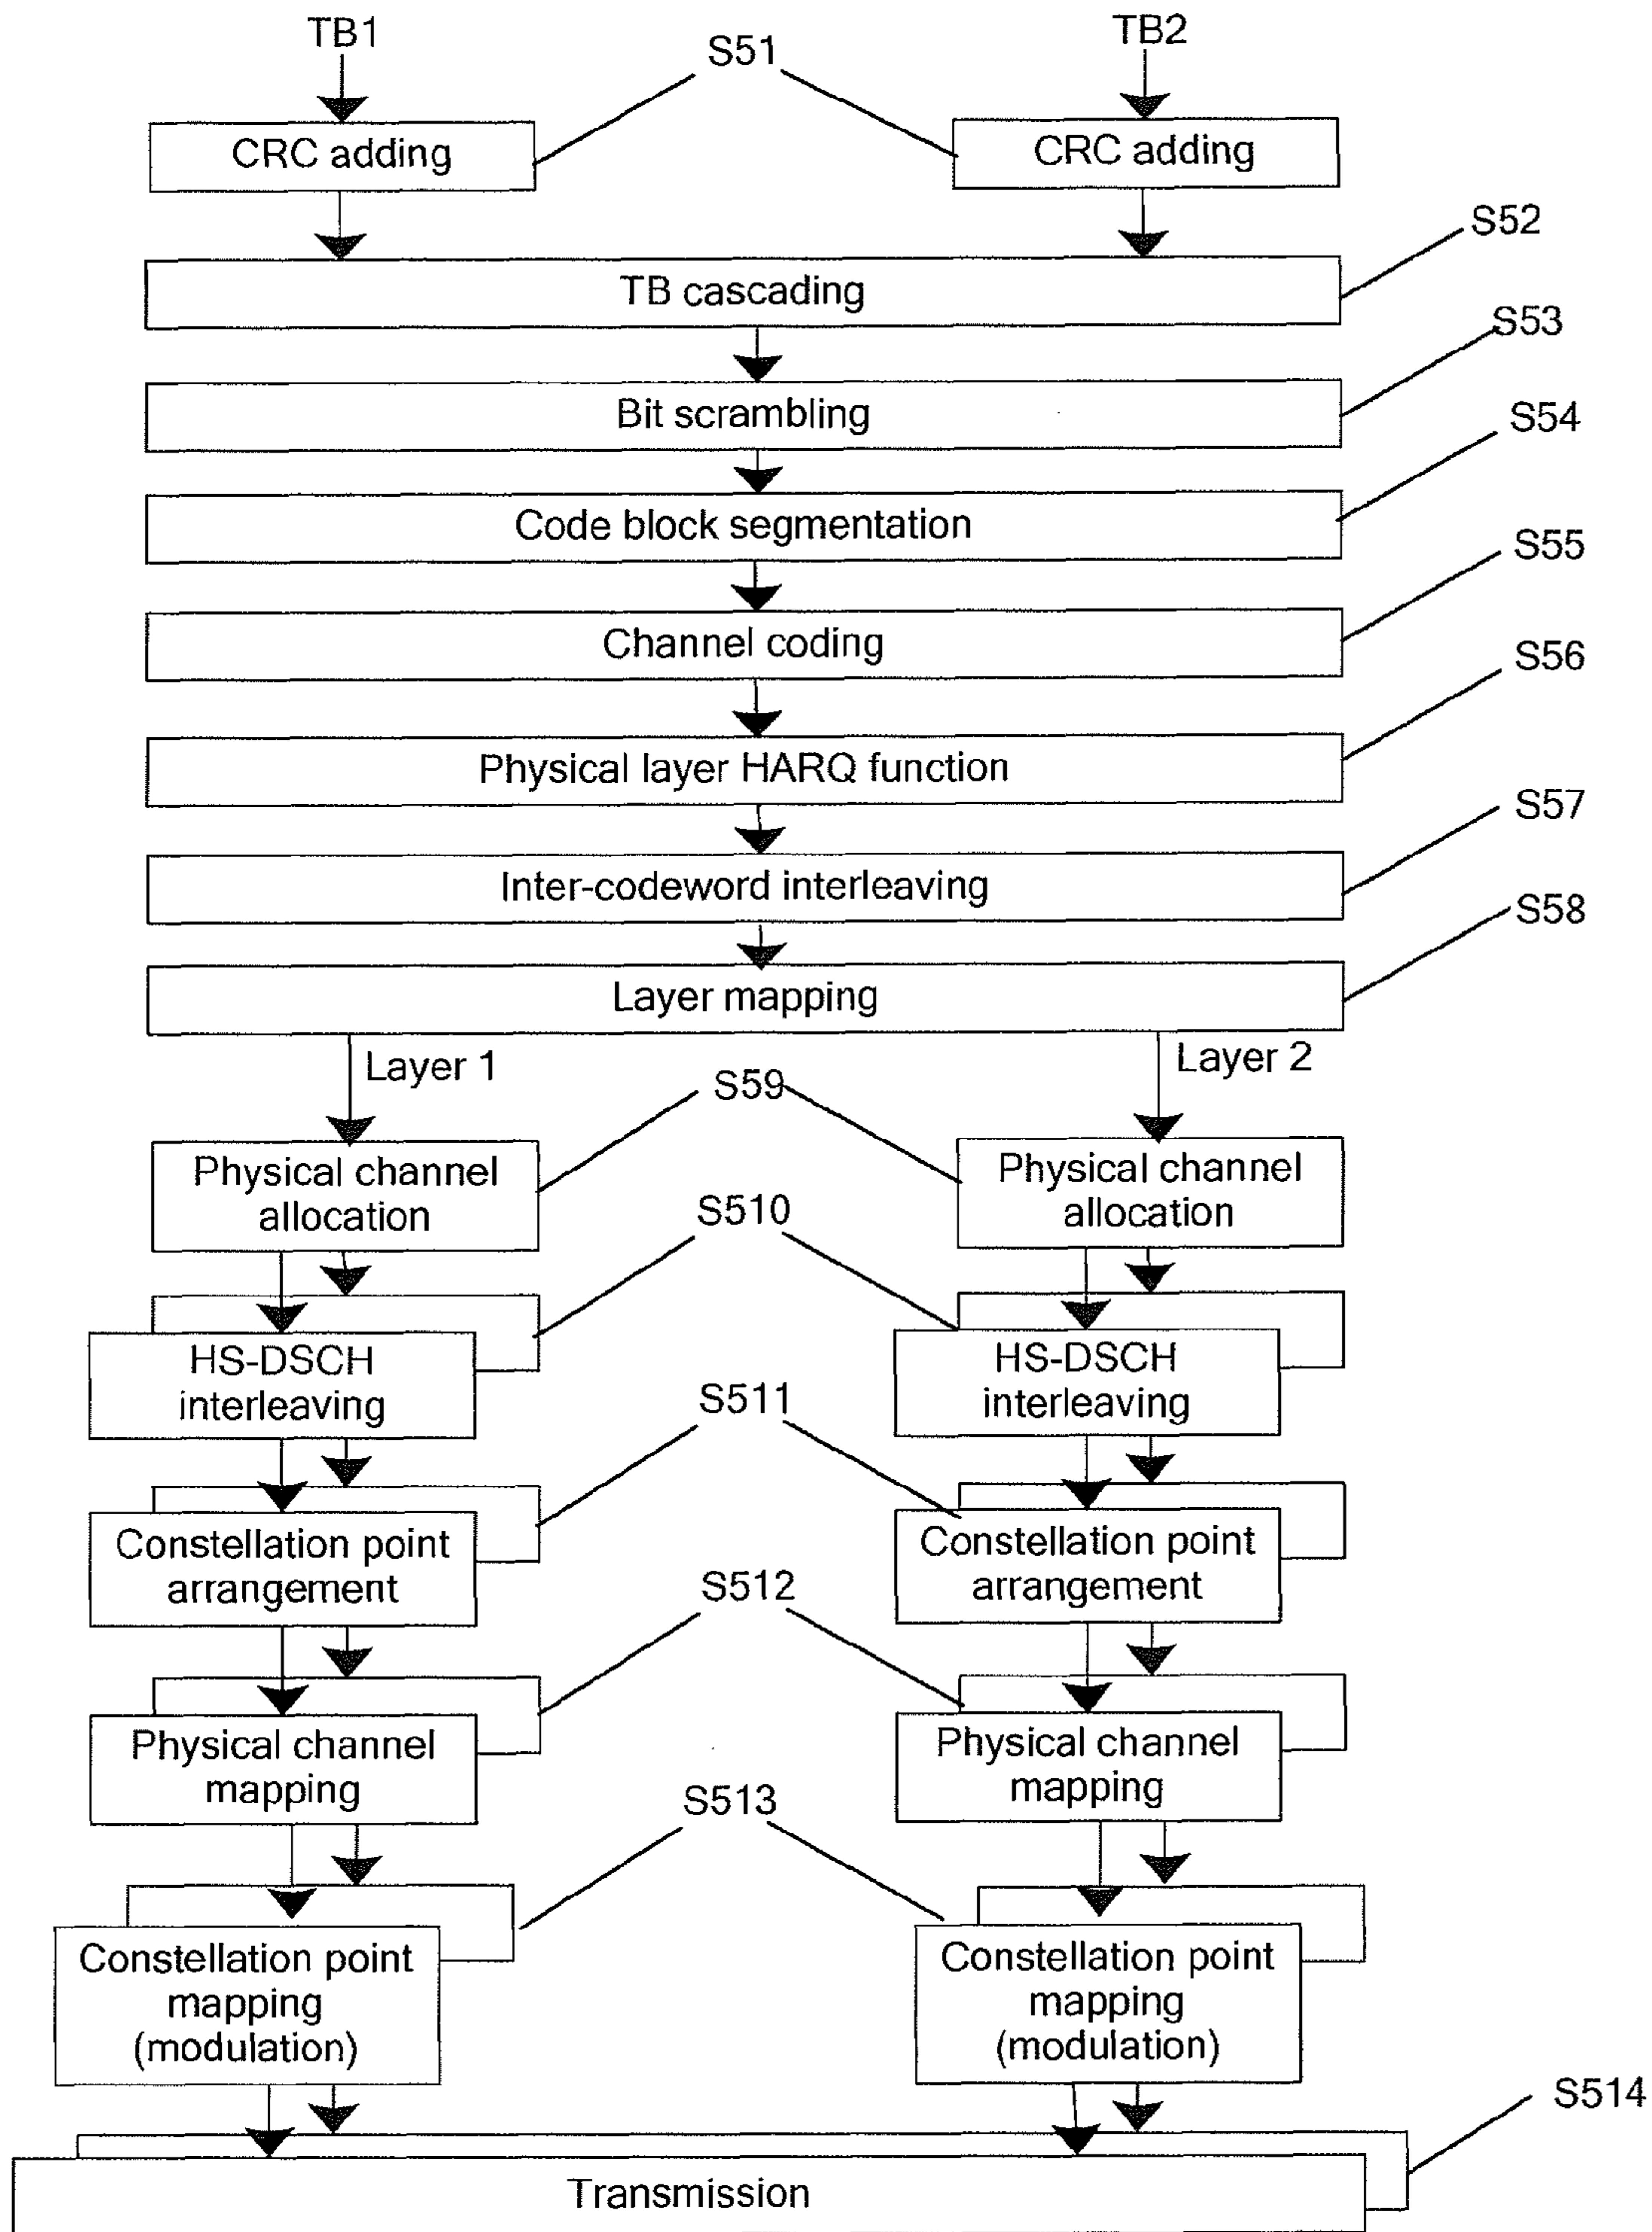 TB1
TB2
S51
CRC adding
CRC adding
S52
TB cascading
S53
Bit scrambling
S54
Code block segmentation
S55
Channel coding
S56
Physical layer HARQ function
S57
Inter-codeword interleaving
S58
Layer mapping
Layer 1
Layer 2
S59
Physical channel
allocation
Physical channel
allocation
S510
HS-DSCH
interleaving
HS-DSCH
interleaving
S511
Constellation point
arrangement
Constellation point
arrangement
S512
Physical channel
mapping
Physical channel
mapping
S513
Constellation point
mapping
(modulation)
Constellation point
mapping
(modulation)
S514
Transmission